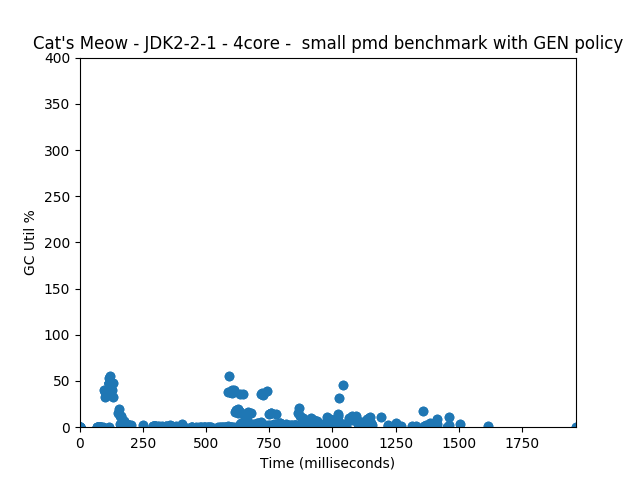 Cat's Meow - JDK2-2-1 - 4core -  small pmd benchmark with GEN policy
400
350
300
250
200
150
100
50
0
GC Util %
0 250 500 750 1000 1250 1500 1750
Time (milliseconds)